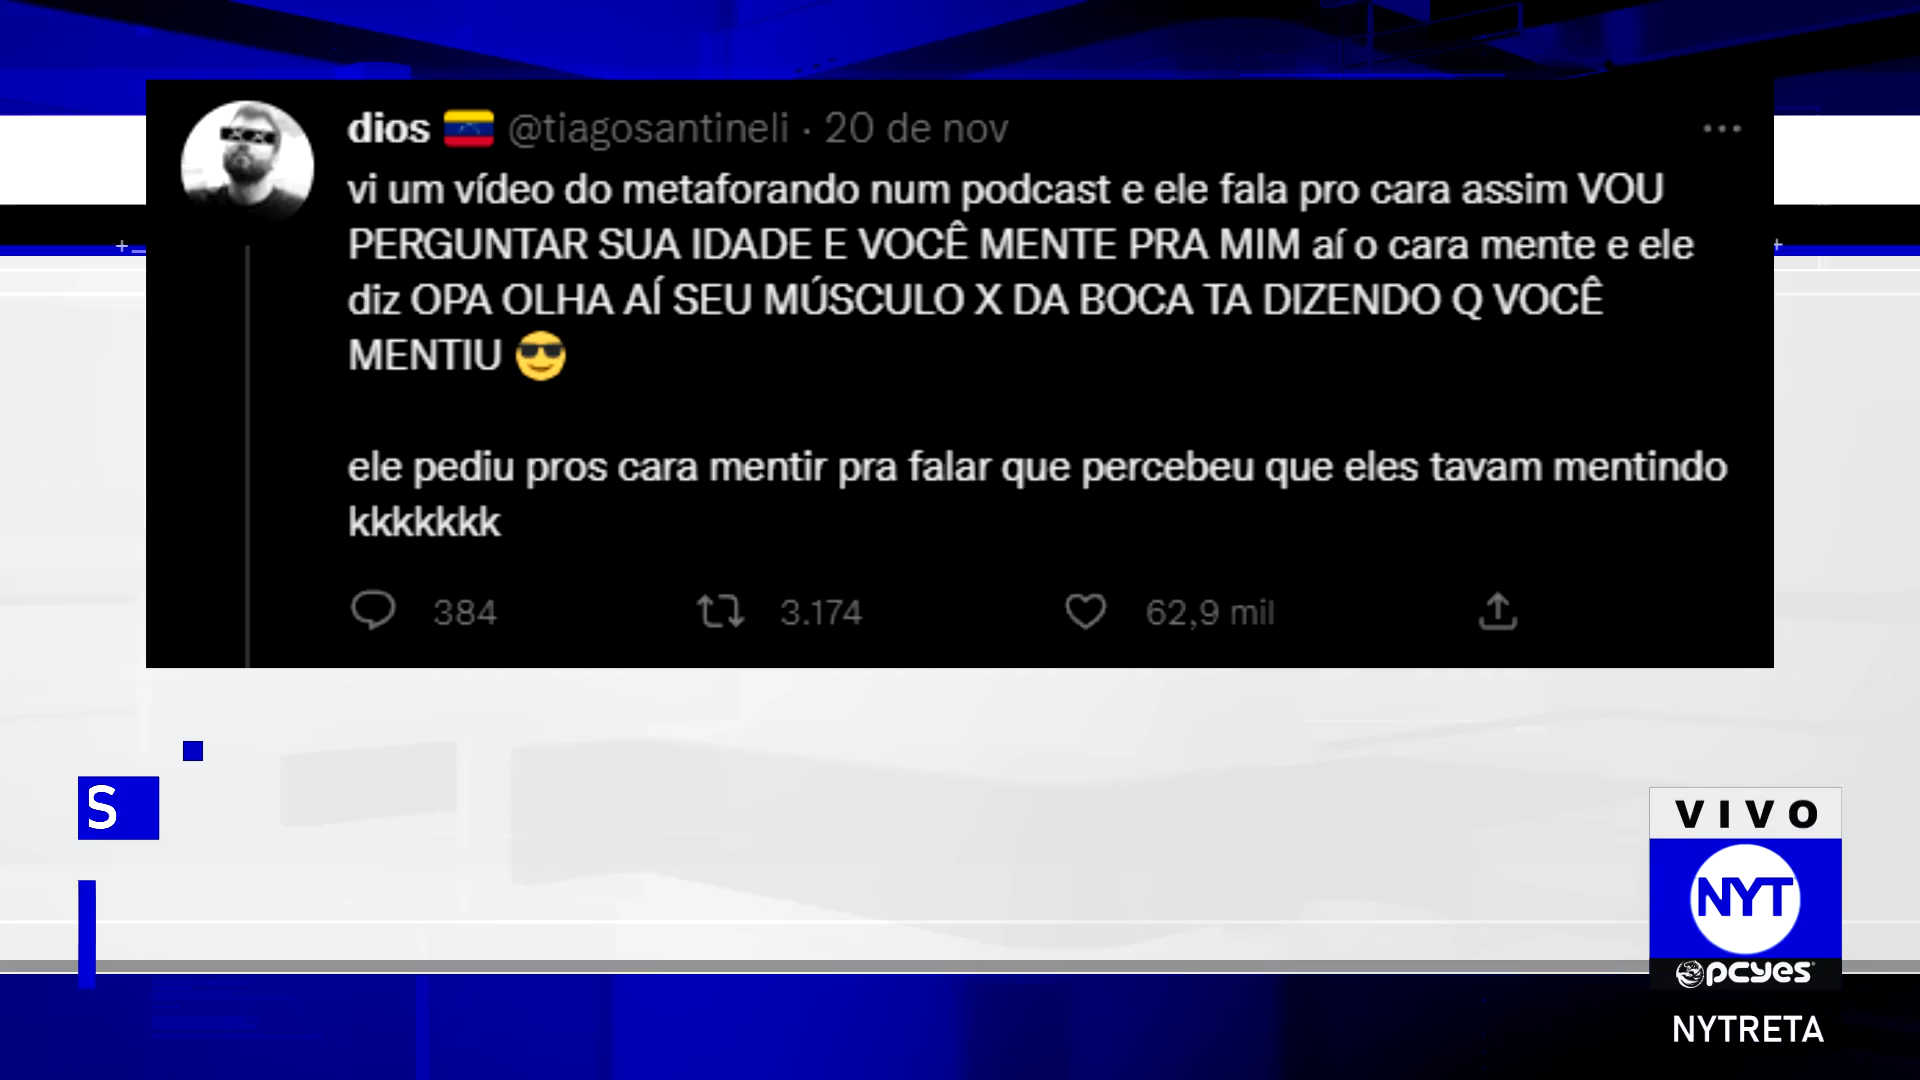 dios 🇻🇪 @tiagosantineli · 20 de nov
vi um vídeo do metaforando num podcast e ele fala pro cara assim VOU
PERGUNTAR SUA IDADE E VOCÊ MENTE PRA MIM aí o cara mente e ele
diz OPA OLHA AÍ SEU MÚSCULO X DA BOCA TA DIZENDO Q VOCÊ
MENTIU 😎
ele pediu pros cara mentir pra falar que percebeu que eles tavam mentindo
kkkkkkk
384 3.174 62,9 mil
S
VIVO
NYT
pcyes
NYTRETA